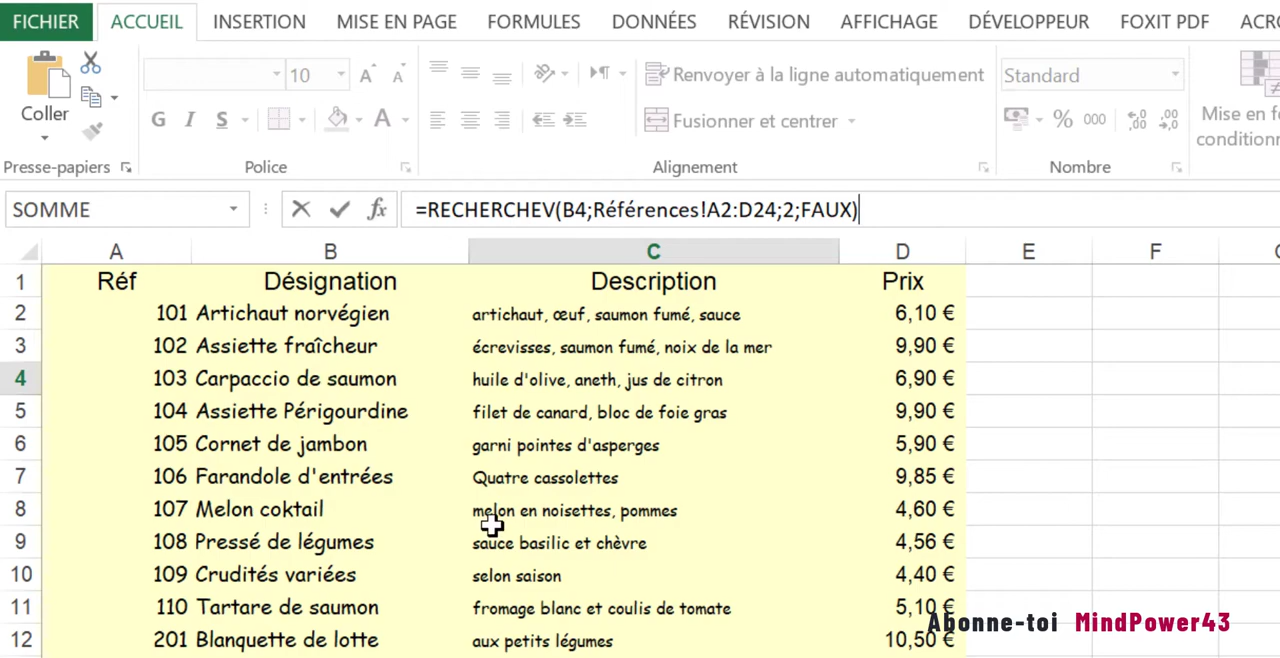 FICHIER ACCUEIL INSERTION MISE EN PAGE FORMULES DONNÉES RÉVISION AFFICHAGE DÉVELOPPEUR FOXIT PDF ACRO
10 A A Renvoyer à la ligne automatiquement Standard
Coller G I S A Fusionner et centrer % 000 Mise en fo
conditionn
Presse-papiers Police Alignement Nombre
SOMME fx =RECHERCHEV(B4;Références!A2:D24;2;FAUX)
A B C D E F G
1 Réf Désignation Description Prix
2 101 Artichaut norvégien artichaut, œuf, saumon fumé, sauce 6,10 €
3 102 Assiette fraîcheur écrevisses, saumon fumé, noix de la mer 9,90 €
4 103 Carpaccio de saumon huile d'olive, aneth, jus de citron 6,90 €
5 104 Assiette Périgourdine filet de canard, bloc de foie gras 9,90 €
6 105 Cornet de jambon garni pointes d'asperges 5,90 €
7 106 Farandole d'entrées Quatre cassolettes 9,85 €
8 107 Melon coktail melon en noisettes, pommes 4,60 €
9 108 Pressé de légumes sauce basilic et chèvre 4,56 €
10 109 Crudités variées selon saison 4,40 €
11 110 Tartare de saumon fromage blanc et coulis de tomate 5,10 €
Abonne-toi MindPower43
12 201 Blanquette de lotte aux petits légumes 10,50 €